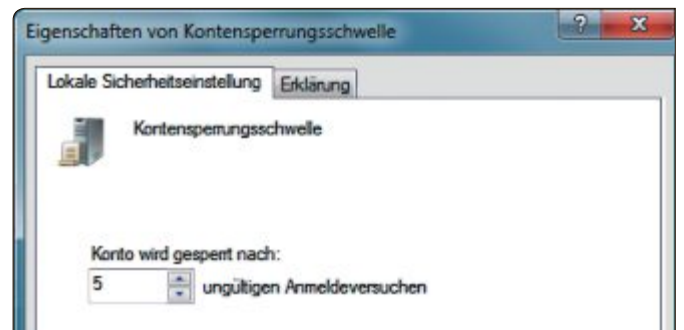 Eigenschaften von Kontensperrungsschwelle
Lokale Sicherheitseinstellung
Erklärung
Kontensperrungsschwelle
Konto wird gesperrt nach:
5 ungültigen Anmeldeversuchen